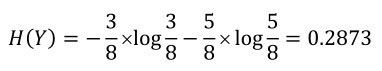 H(Y) = − 3/8 × log 3/8 − 5/8 × log 5/8 = 0.2873